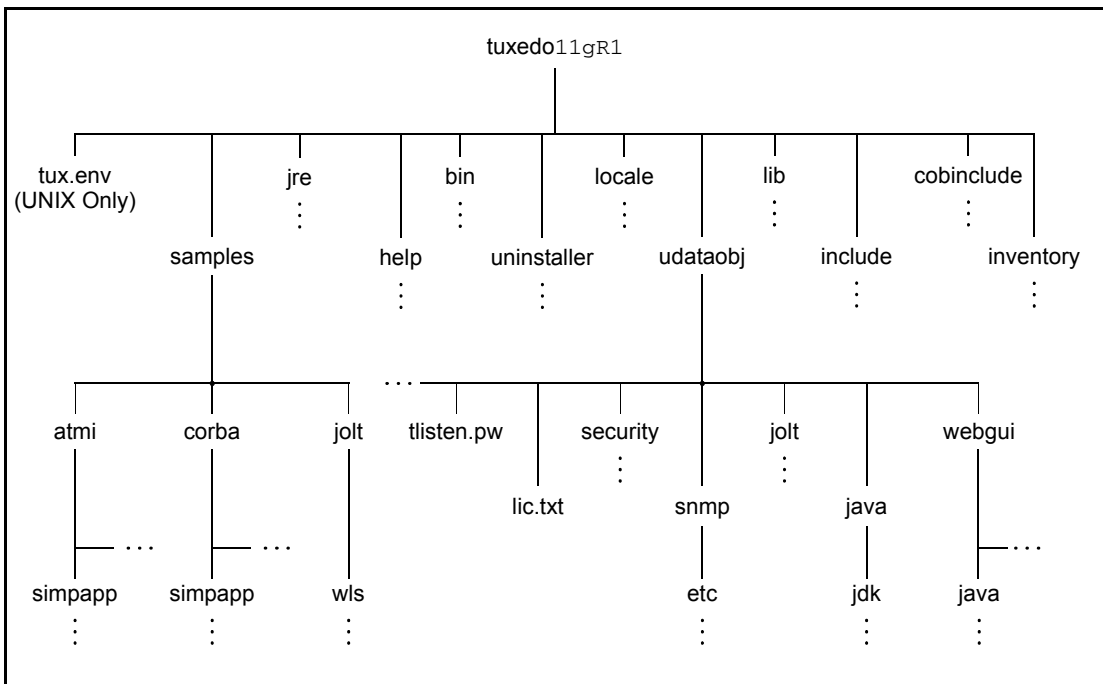 tuxedo11gR1
tux.env
(UNIX Only)
jre
bin
locale
lib
cobinclude
samples
help
uninstaller
udataobj
include
inventory
atmi
corba
jolt
tlisten.pw
security
jolt
webgui
lic.txt
snmp
java
simpapp
simpapp
wls
etc
jdk
java